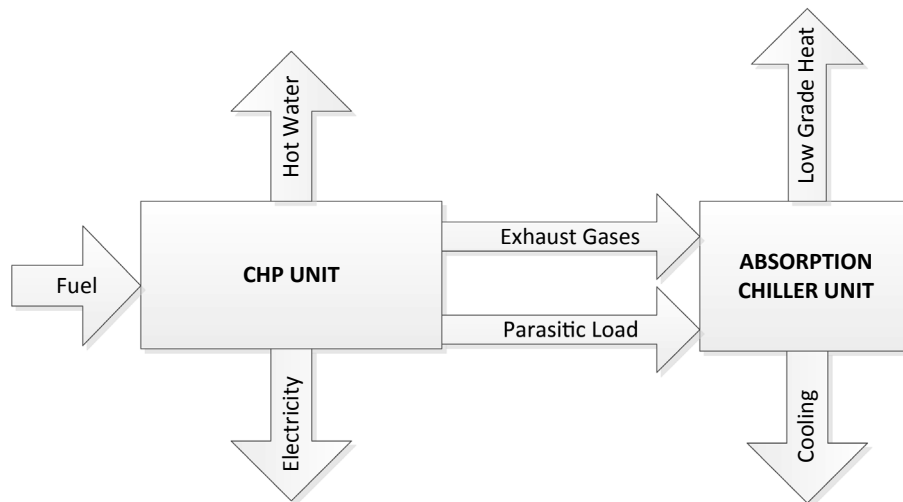 Hot Water
Low Grade Heat
Fuel
CHP UNIT
Exhaust Gases
Parasitic Load
ABSORPTION
CHILLER UNIT
Electricity
Cooling